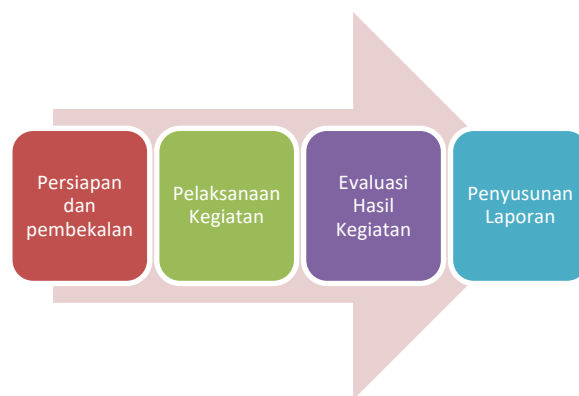 Persiapan
dan
pembekalan
Pelaksanaan
Kegiatan
Evaluasi
Hasil
Kegiatan
Penyusunan
Laporan